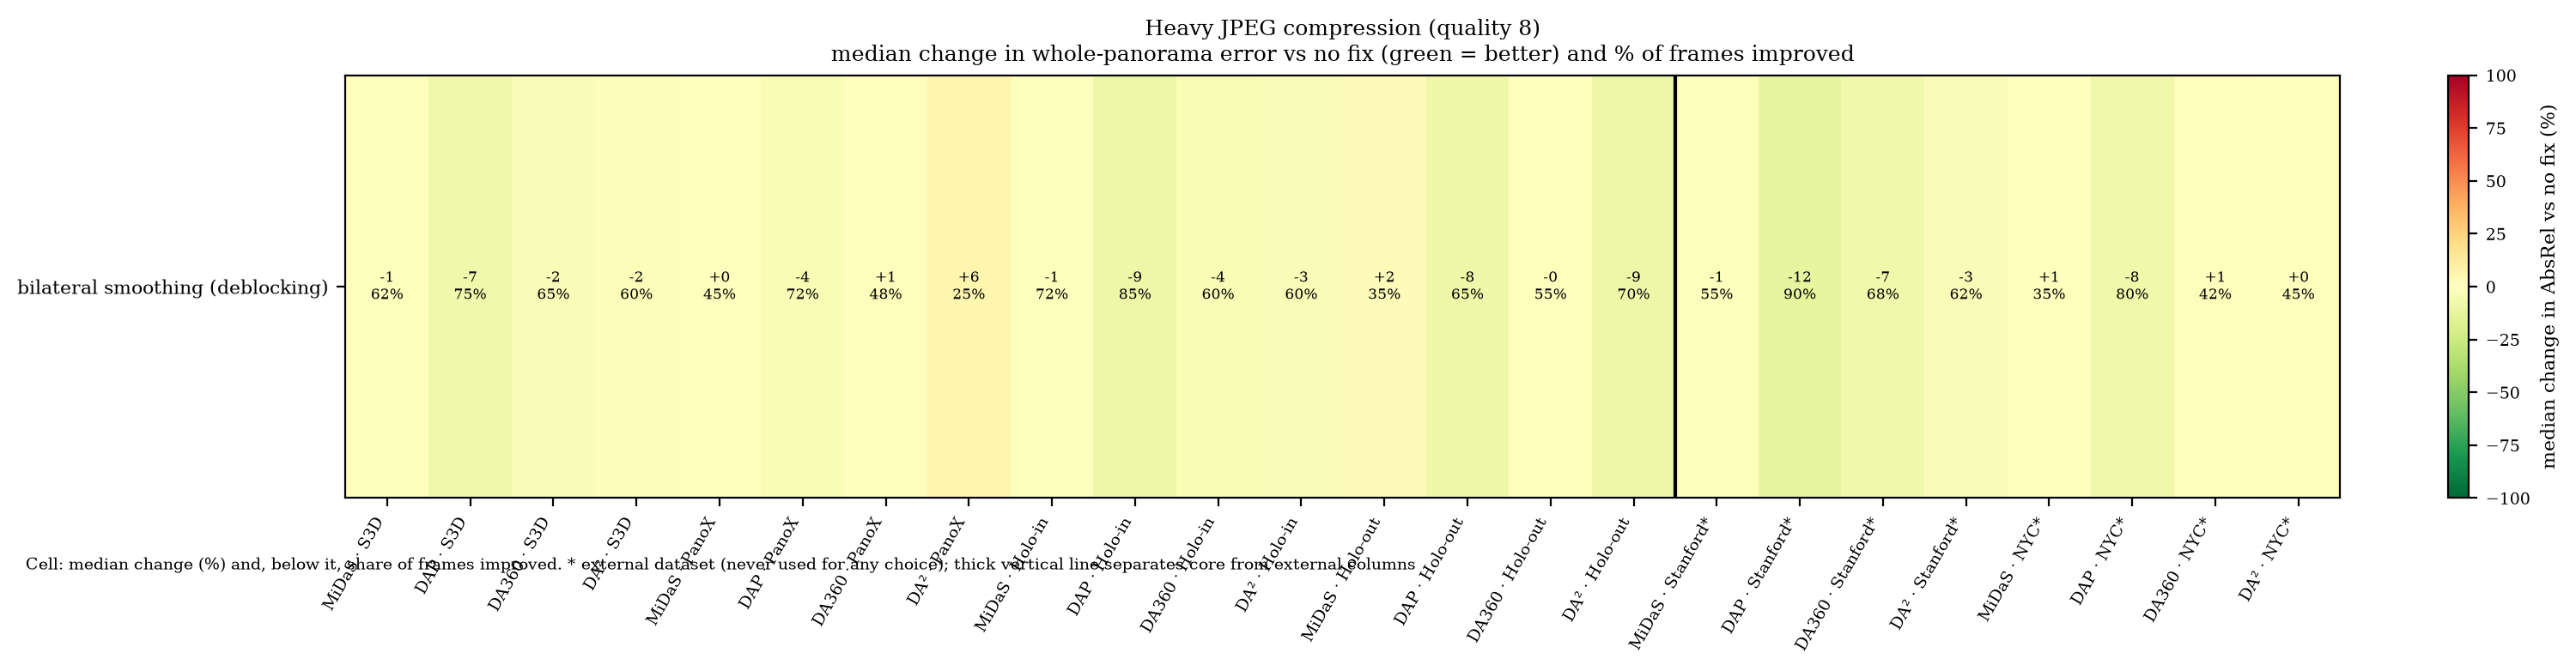 Heavy JPEG compression (quality 8)
median change in whole-panorama error vs no fix (green = better) and % of frames improved
bilateral smoothing (deblocking)
-1 -7 -2 -2 +0 -4 +1 +6 -1 -9 -4 -3 +2 -8 -0 -9 -1 -12 -7 -3 +1 -8 +1 +0
62% 75% 65% 60% 45% 72% 48% 25% 72% 85% 60% 60% 35% 65% 55% 70% 55% 90% 68% 62% 35% 80% 42% 45%
MiDaS · S3D
DAP · S3D
DA360 · S3D
DA² · S3D
MiDaS · PanoX
DAP · PanoX
DA360 · PanoX
DA² · PanoX
MiDaS · Holo-in
DAP · Holo-in
DA360 · Holo-in
DA² · Holo-in
MiDaS · Holo-out
DAP · Holo-out
DA360 · Holo-out
DA² · Holo-out
MiDaS · Stanford*
DAP · Stanford*
DA360 · Stanford*
DA² · Stanford*
MiDaS · NYC*
DAP · NYC*
DA360 · NYC*
DA² · NYC*
Cell: median change (%) and, below it, share of frames improved. * external dataset (never used for any choice); thick vertical line separates core from external columns
100
75
50
25
0
−25
−50
−75
−100
median change in AbsRel vs no fix (%)